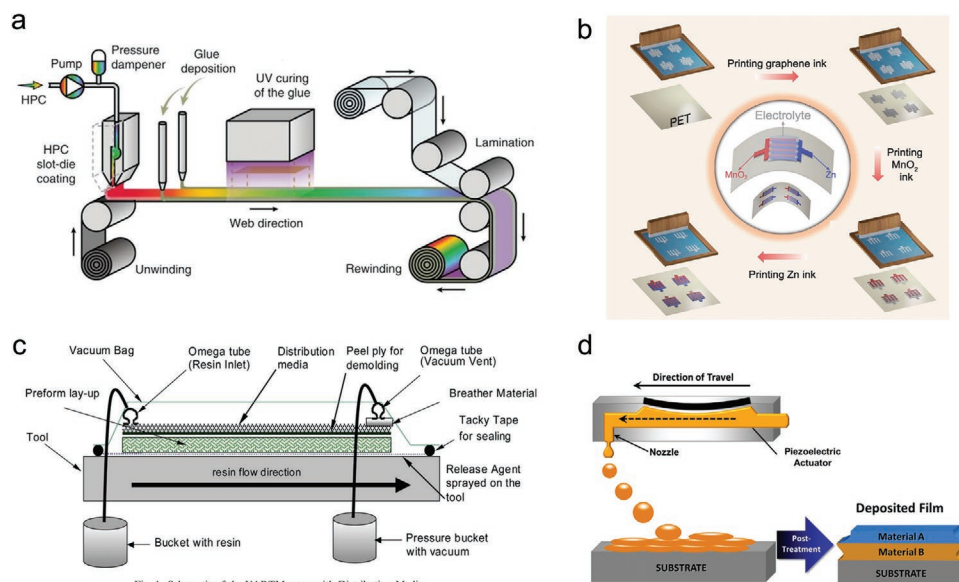 a
Pump
Pressure
dampener
Glue
deposition
HPC
UV curing
of the glue
HPC
slot-die
coating
Lamination
Web direction
Unwinding
Rewinding
b
Printing graphene ink
PET
Electrolyte
MnO2
Zn
Printing
MnO2
ink
Printing Zn ink
c
Vacuum Bag
Omega tube
(Resin Inlet)
Distribution
media
Peel ply for
demolding
Omega tube
(Vacuum Vent)
Preform lay-up
Breather Material
Tool
Tacky Tape
for sealing
resin flow direction
Release Agent
sprayed on the
tool
Bucket with resin
Pressure bucket
with vacuum
d
Direction of Travel
Nozzle
Piezoelectric
Actuator
Deposited Film
Post-
Treatment
Material A
Material B
SUBSTRATE
SUBSTRATE